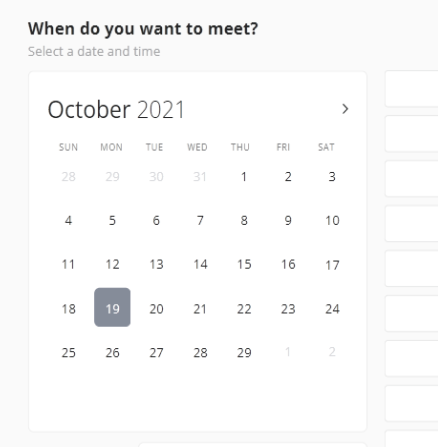 When do you want to meet?
Select a date and time
October 2021
SUN MON TUE WED THU FRI SAT
28 29 30 31 1 2 3
4 5 6 7 8 9 10
11 12 13 14 15 16 17
18 19 20 21 22 23 24
25 26 27 28 29 1 2